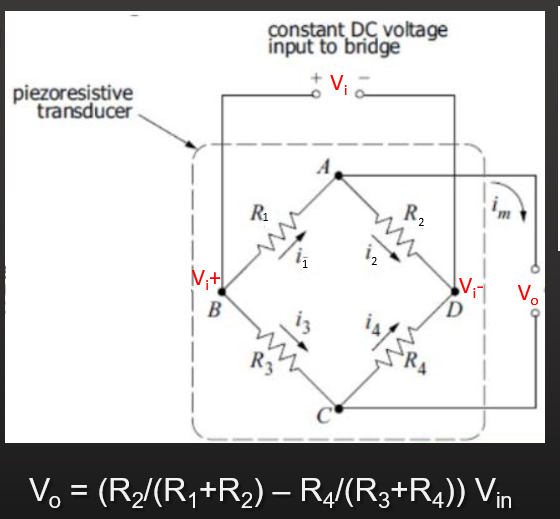 constant DC voltage
input to bridge
+ Vi −
piezoresistive
transducer
A
R1
R2
im
i1
i2
Vi+
Vi-
Vo
B
D
i3
i4
R3
R4
C
Vo = (R2/(R1+R2) – R4/(R3+R4)) Vin